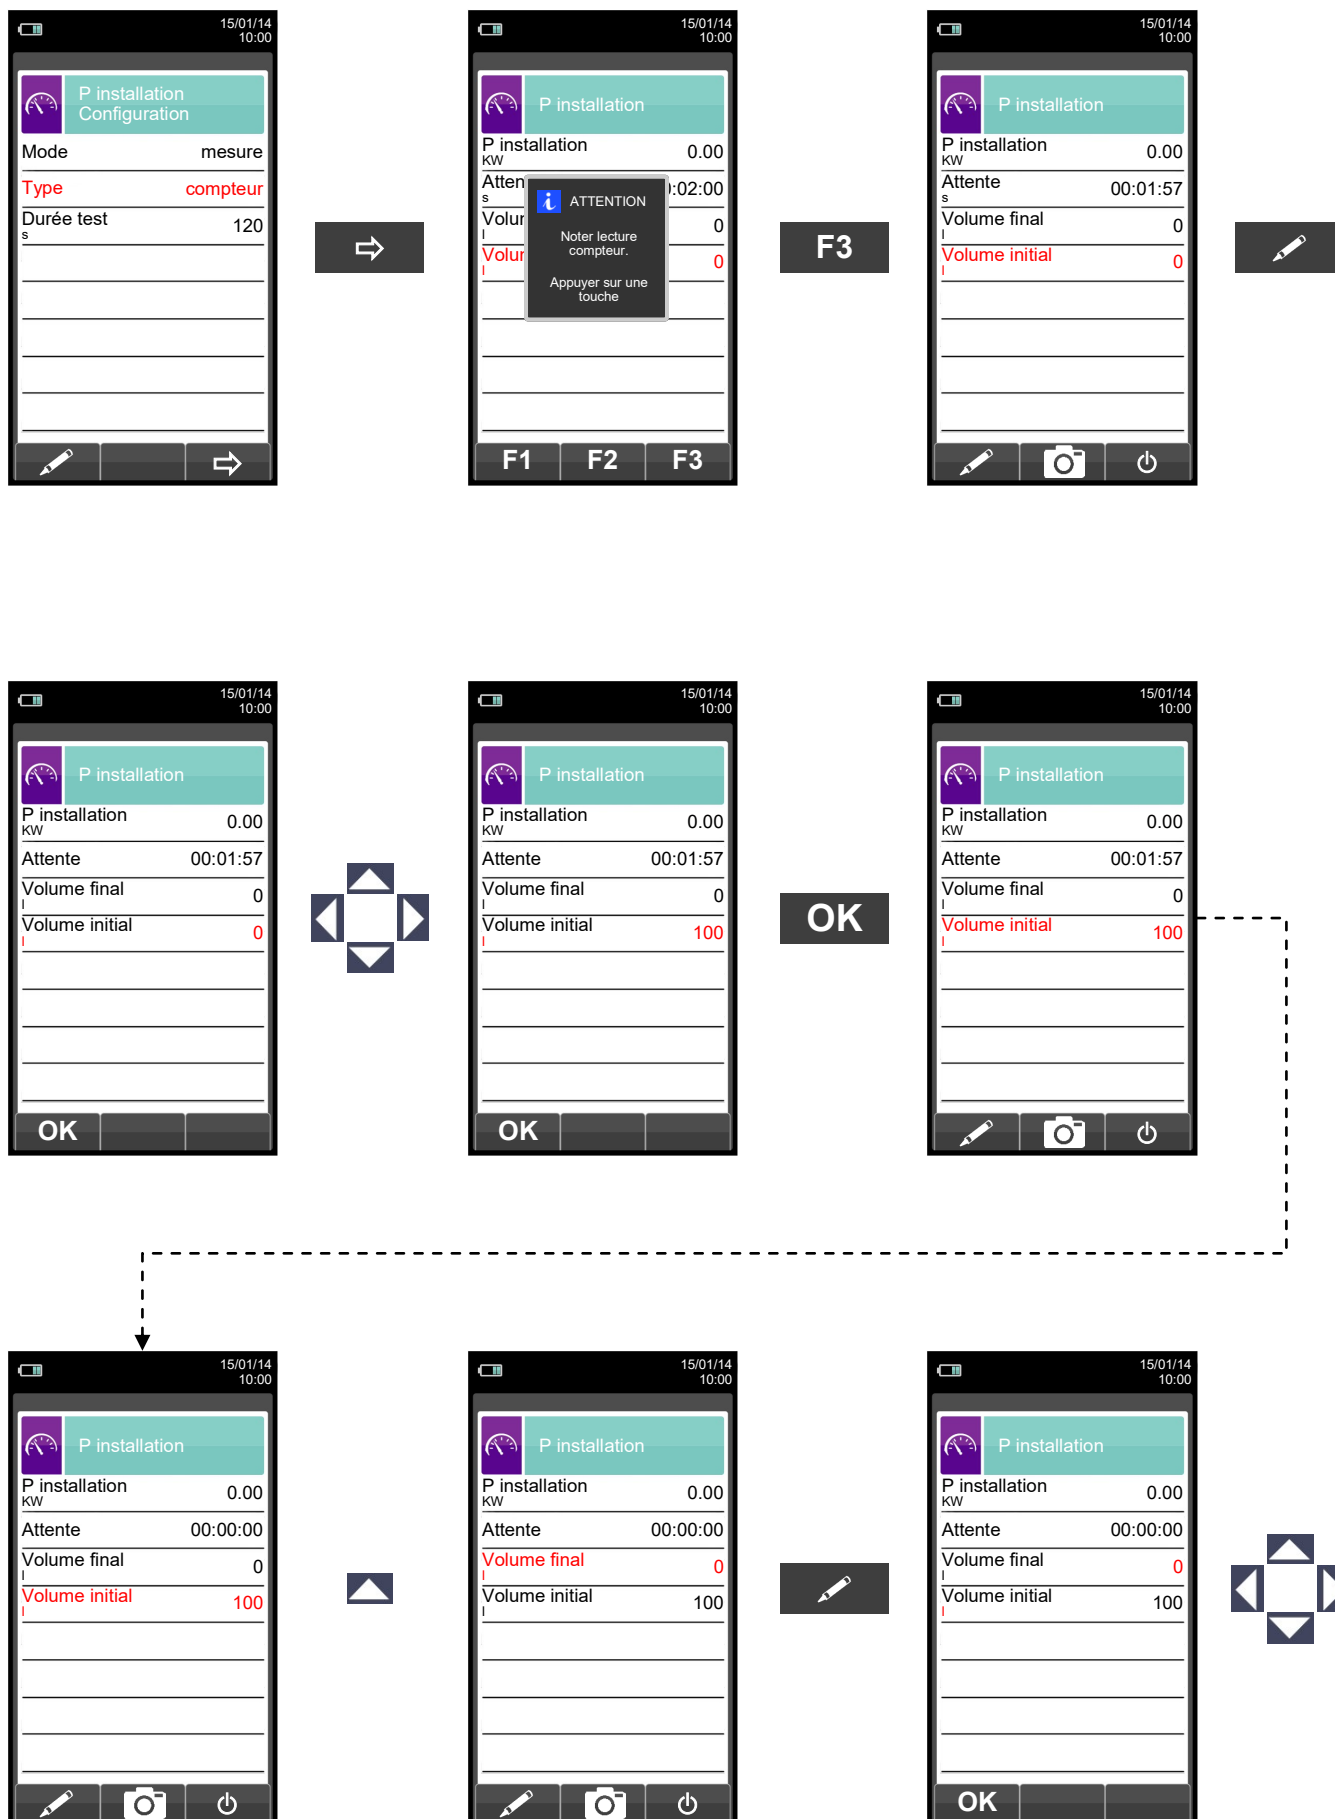 15/01/14
10:00
P installation
Configuration
Mode mesure
Type compteur
Durée test 120
s
15/01/14
10:00
P installation
P installation 0.00
KW
Atten :02:00
s
Volur 0
l
Volur 0
l
ATTENTION
Noter lecture
compteur.
Appuyer sur une
touche
F1 F2 F3
F3
15/01/14
10:00
P installation
P installation 0.00
KW
Attente 00:01:57
s
Volume final 0
l
Volume initial 0
l
15/01/14
10:00
P installation
P installation 0.00
KW
Attente 00:01:57
Volume final 0
l
Volume initial 0
l
OK
15/01/14
10:00
P installation
P installation 0.00
KW
Attente 00:01:57
Volume final 0
l
Volume initial 100
l
OK
OK
15/01/14
10:00
P installation
P installation 0.00
KW
Attente 00:01:57
Volume final 0
l
Volume initial 100
l
15/01/14
10:00
P installation
P installation 0.00
KW
Attente 00:00:00
Volume final 0
l
Volume initial 100
l
15/01/14
10:00
P installation
P installation 0.00
KW
Attente 00:00:00
Volume final 0
l
Volume initial 100
l
15/01/14
10:00
P installation
P installation 0.00
KW
Attente 00:00:00
Volume final 0
l
Volume initial 100
l
OK